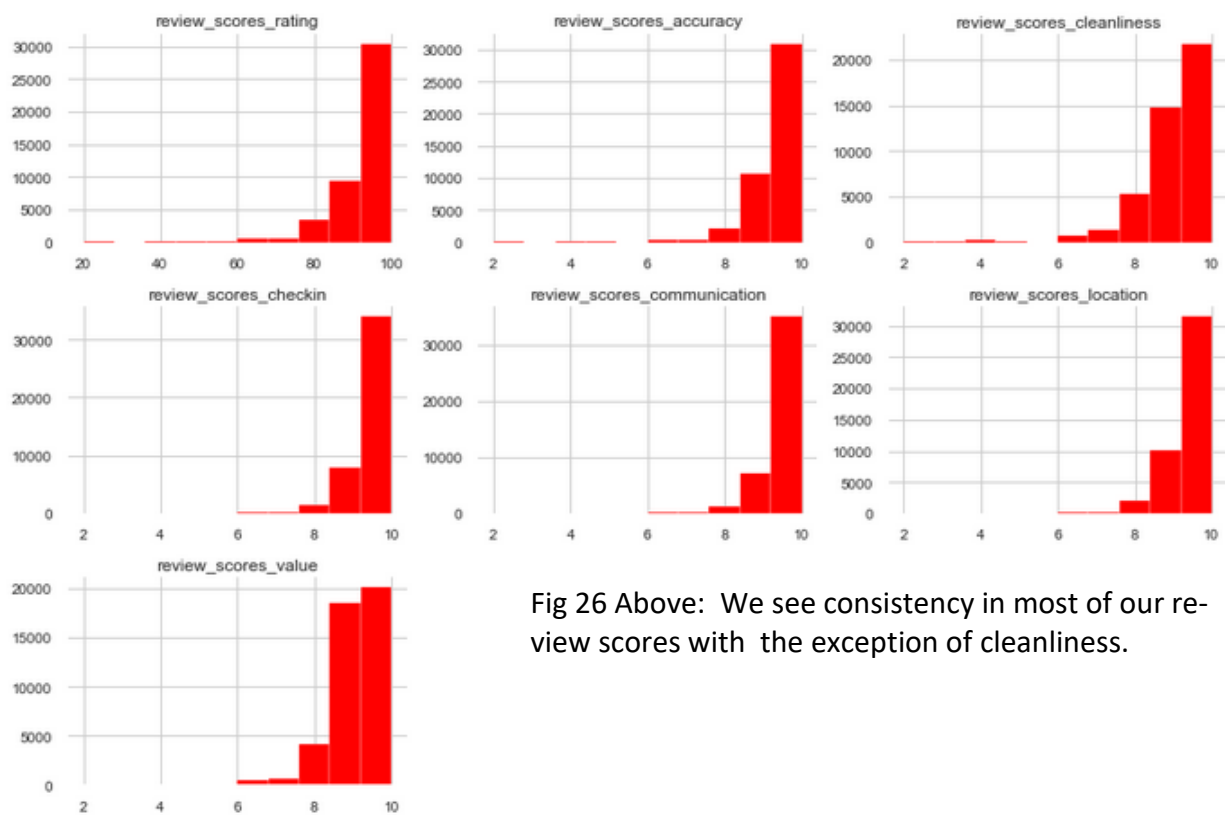 review_scores_rating
30000
25000
20000
15000
10000
5000
0
20 40 60 80 100
review_scores_accuracy
30000
25000
20000
15000
10000
5000
0
2 4 6 8 10
review_scores_cleanliness
20000
15000
10000
5000
0
2 4 6 8 10
review_scores_checkin
30000
20000
10000
0
2 4 6 8 10
review_scores_communication
30000
20000
10000
0
2 4 6 8 10
review_scores_location
30000
25000
20000
15000
10000
5000
0
2 4 6 8 10
review_scores_value
20000
15000
10000
5000
0
2 4 6 8 10
Fig 26 Above:  We see consistency in most of our re-
view scores with  the exception of cleanliness.